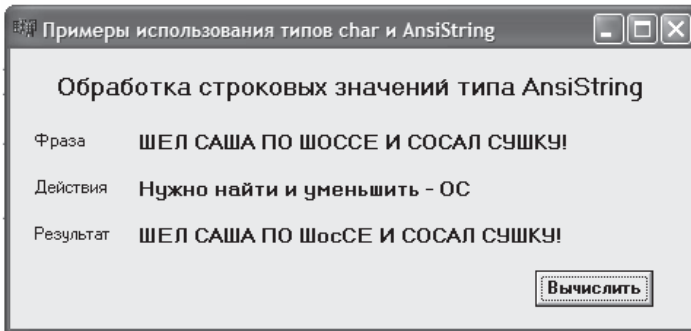 Примеры использования типов char и AnsiString
Обработка строковых значений типа AnsiString
Фраза ШЕЛ САША ПО ШОССЕ И СОСАЛ СУШКУ!
Действия Нужно найти и уменьшить - ОС
Результат ШЕЛ САША ПО ШосСЕ И СОСАЛ СУШКУ!
Вычислить